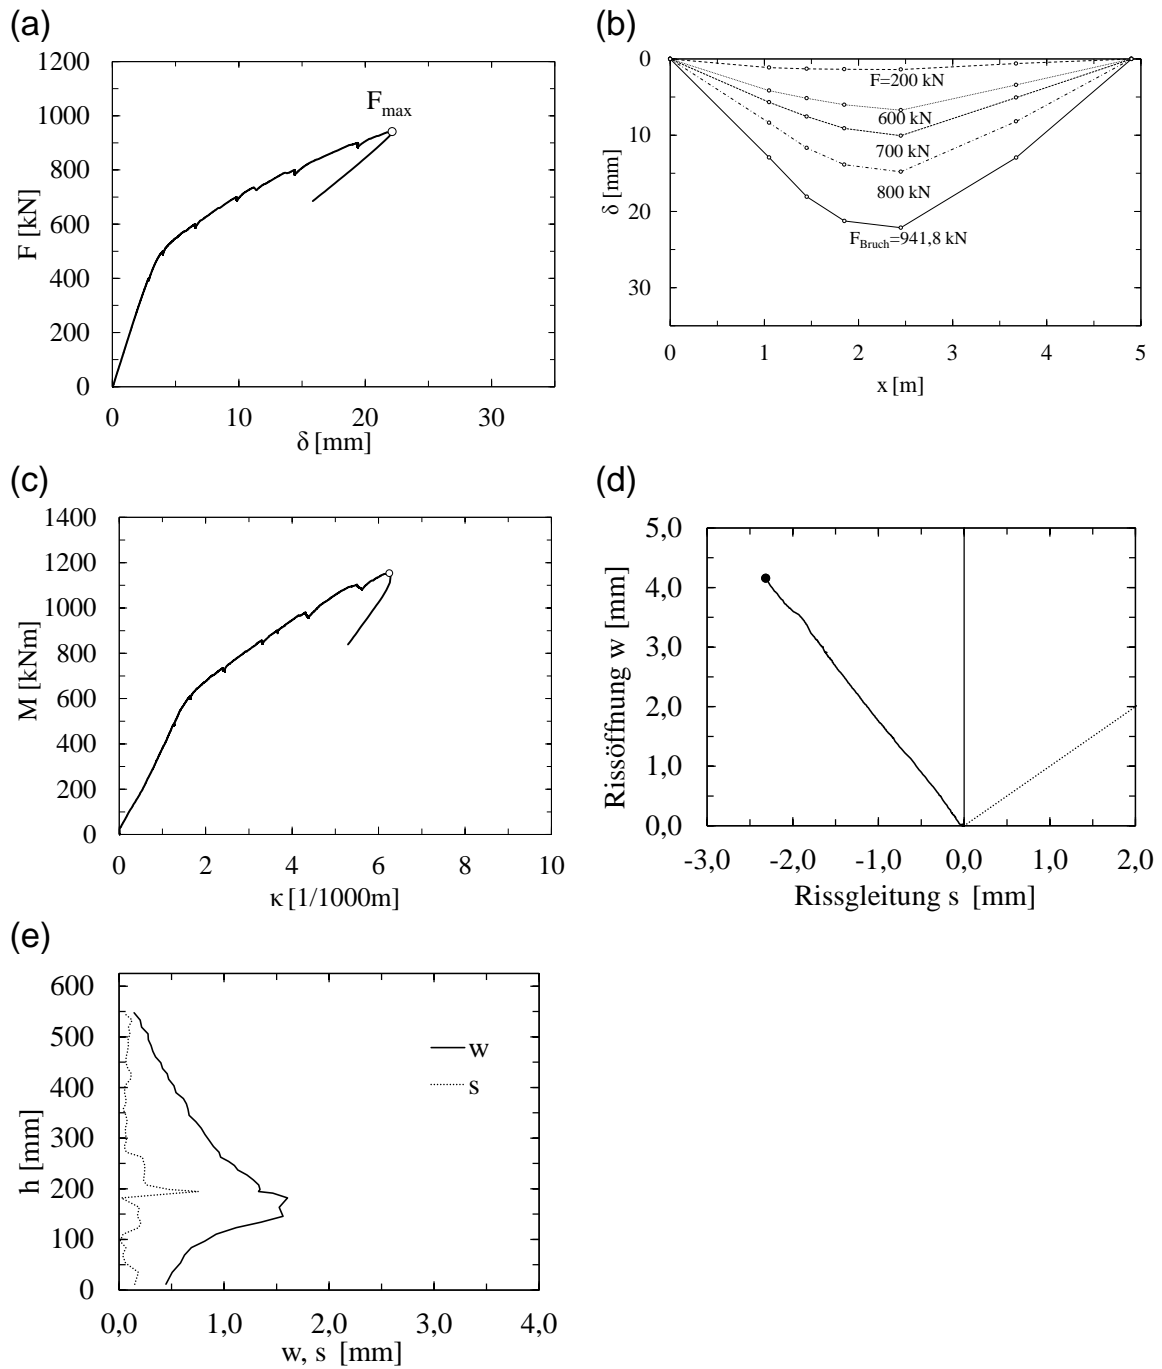 (a)
1200
1000
800
600
400
200
0
F [kN]
F_max
0 10 20 30
δ [mm]
(b)
0
10
20
30
δ [mm]
F=200 kN
600 kN
700 kN
800 kN
F_Bruch=941,8 kN
0 1 2 3 4 5
x [m]
(c)
1400
1200
1000
800
600
400
200
0
M [kNm]
0 2 4 6 8 10
κ [1/1000m]
(d)
5,0
4,0
3,0
2,0
1,0
0,0
Rissöffnung w [mm]
-3,0 -2,0 -1,0 0,0 1,0 2,0
Rissgleitung s [mm]
(e)
600
500
400
300
200
100
0
h [mm]
w
s
0,0 1,0 2,0 3,0 4,0
w, s [mm]